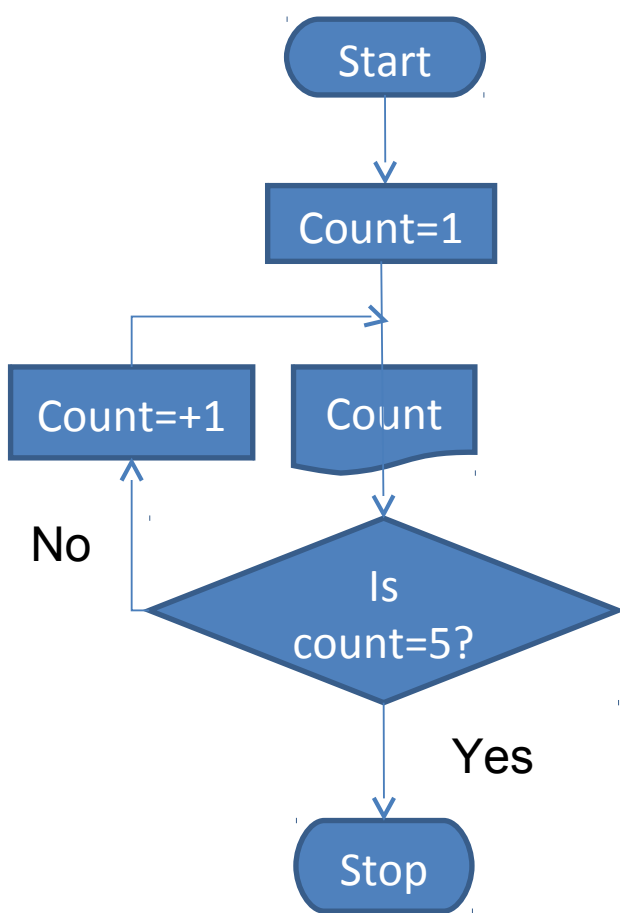 Start
Count=1
Count=+1
Count
No
Is
count=5?
Yes
Stop